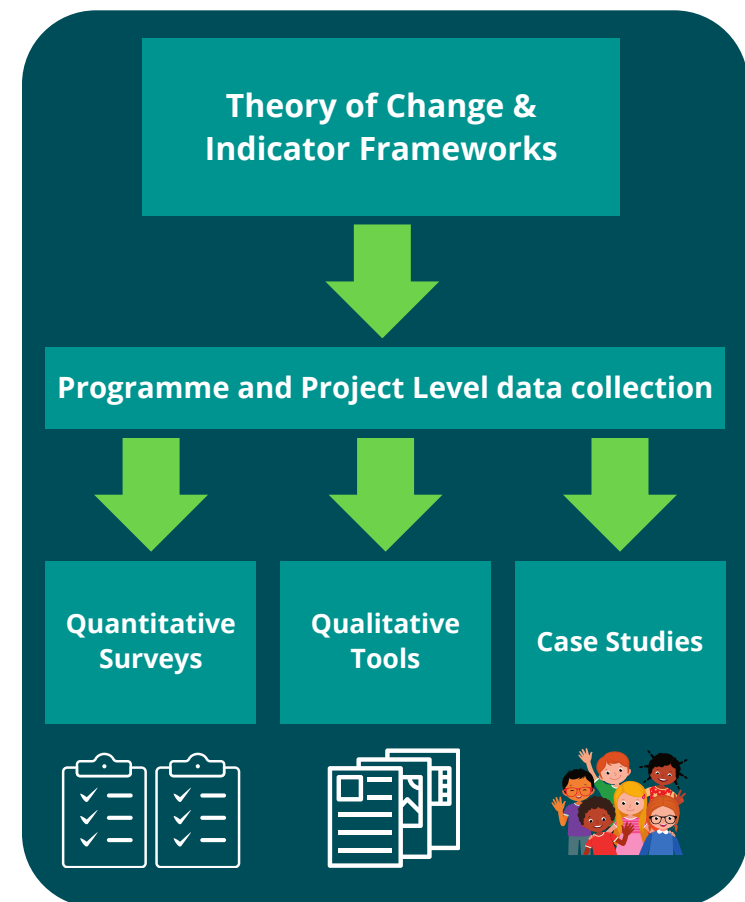 Theory of Change &
Indicator Frameworks
Programme and Project Level data collection
Quantitative
Surveys
Qualitative
Tools
Case Studies